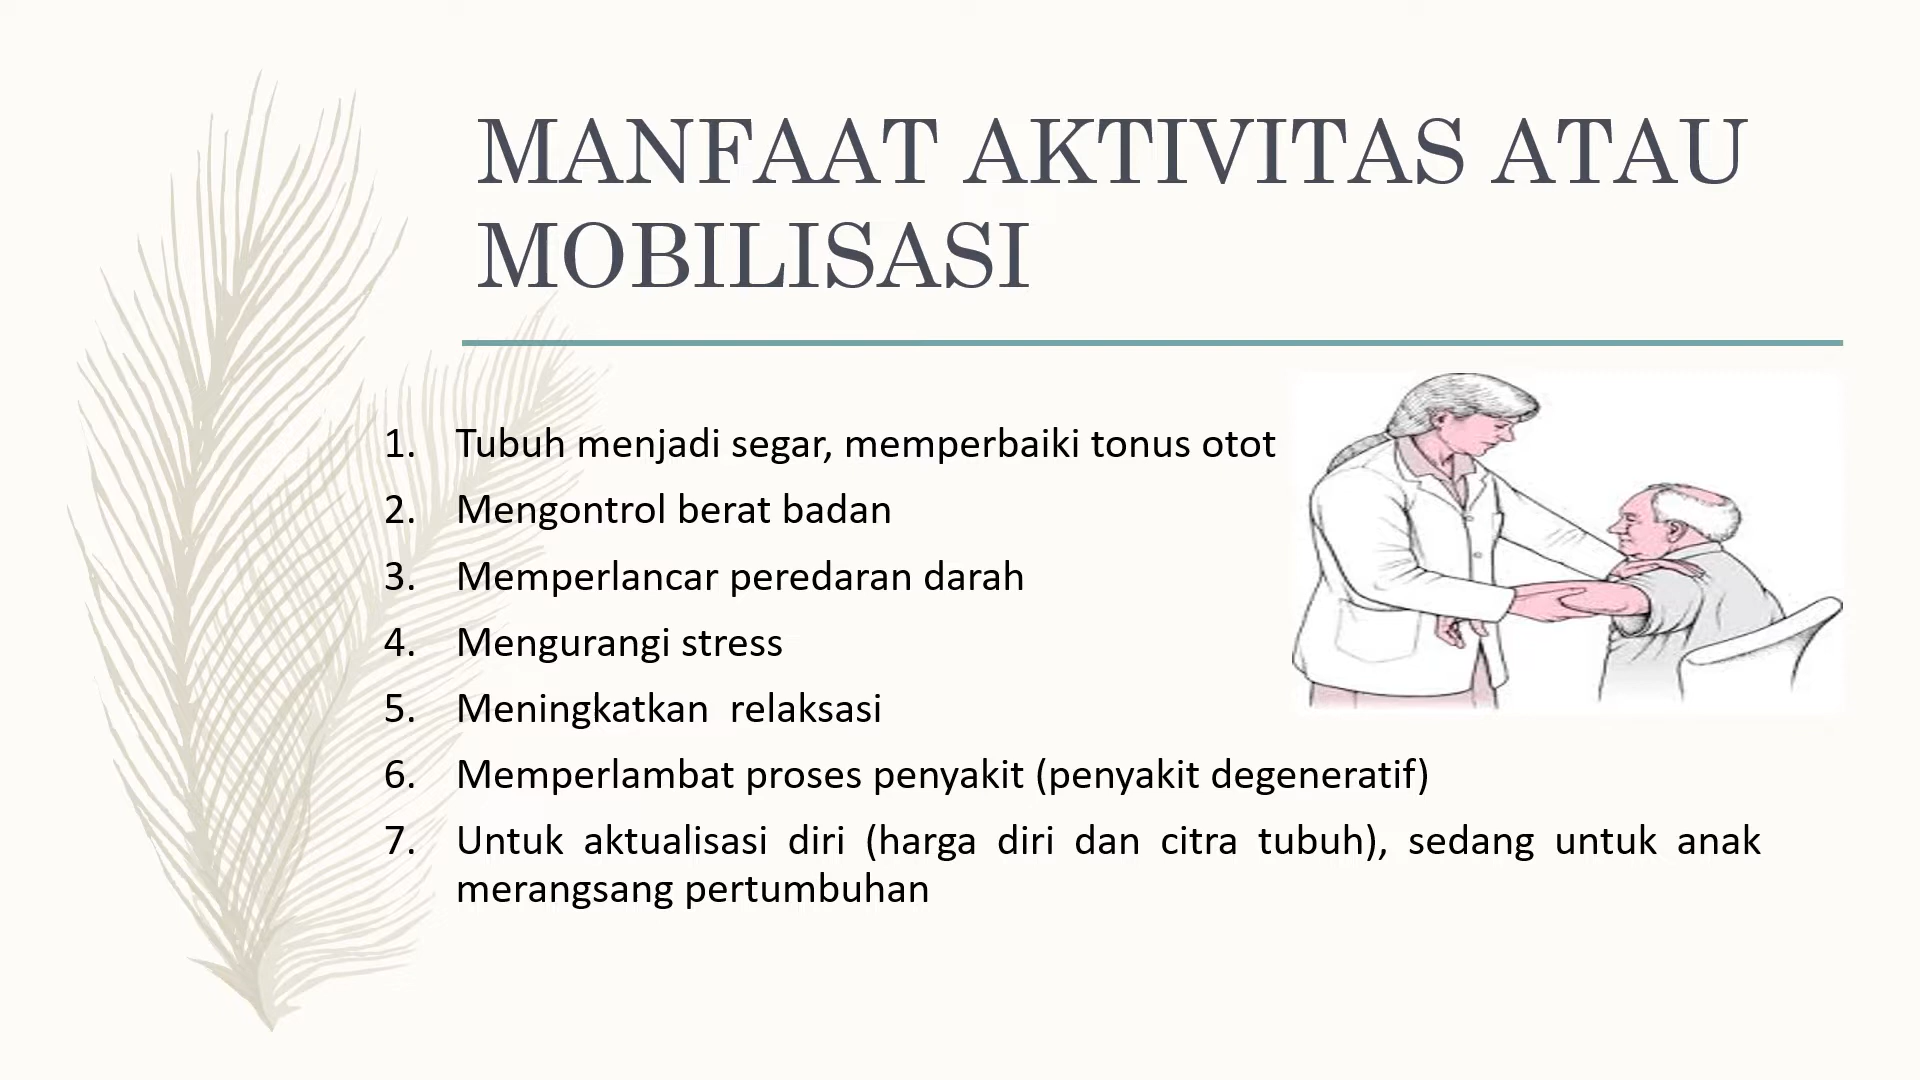 MANFAAT AKTIVITAS ATAU
MOBILISASI
1. Tubuh menjadi segar, memperbaiki tonus otot
2. Mengontrol berat badan
3. Memperlancar peredaran darah
4. Mengurangi stress
5. Meningkatkan  relaksasi
6. Memperlambat proses penyakit (penyakit degeneratif)
7. Untuk aktualisasi diri (harga diri dan citra tubuh), sedang untuk anak
merangsang pertumbuhan